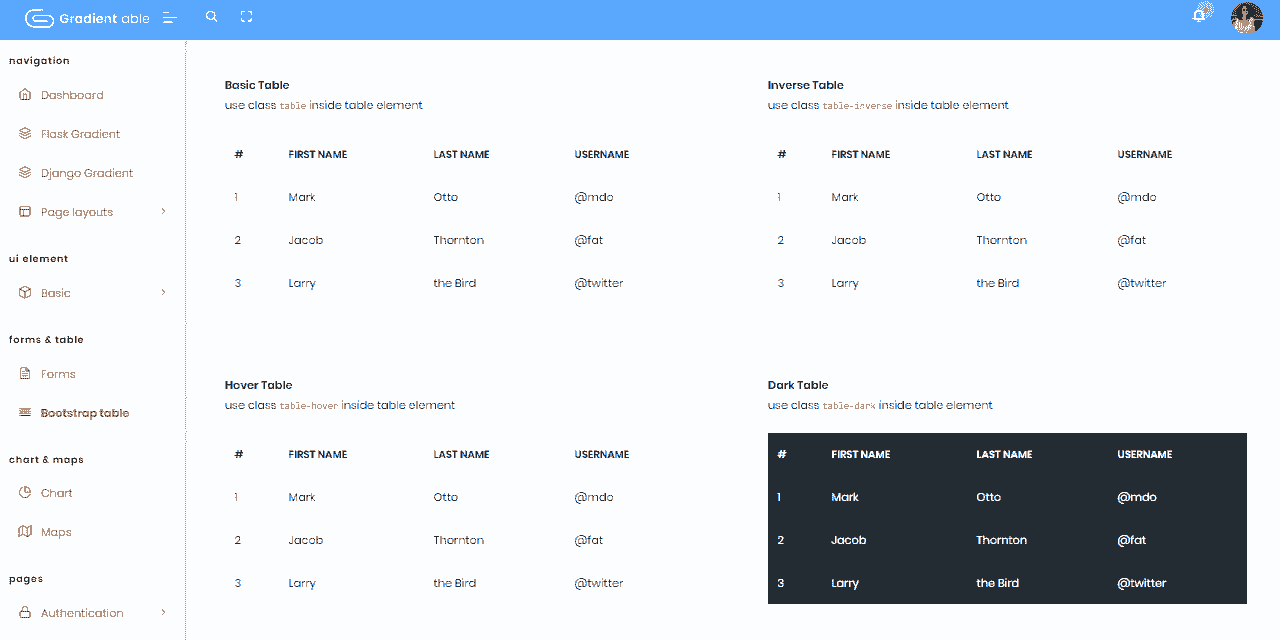 Gradient able
navigation
Dashboard
Flask Gradient
Django Gradient
Page layouts
ui element
Basic
forms & table
Forms
Bootstrap table
chart & maps
Chart
Maps
pages
Authentication
Basic Table
use class table inside table element
# FIRST NAME LAST NAME USERNAME
1 Mark Otto @mdo
2 Jacob Thornton @fat
3 Larry the Bird @twitter
Inverse Table
use class table-inverse inside table element
# FIRST NAME LAST NAME USERNAME
1 Mark Otto @mdo
2 Jacob Thornton @fat
3 Larry the Bird @twitter
Hover Table
use class table-hover inside table element
# FIRST NAME LAST NAME USERNAME
1 Mark Otto @mdo
2 Jacob Thornton @fat
3 Larry the Bird @twitter
Dark Table
use class table-dark inside table element
# FIRST NAME LAST NAME USERNAME
1 Mark Otto @mdo
2 Jacob Thornton @fat
3 Larry the Bird @twitter